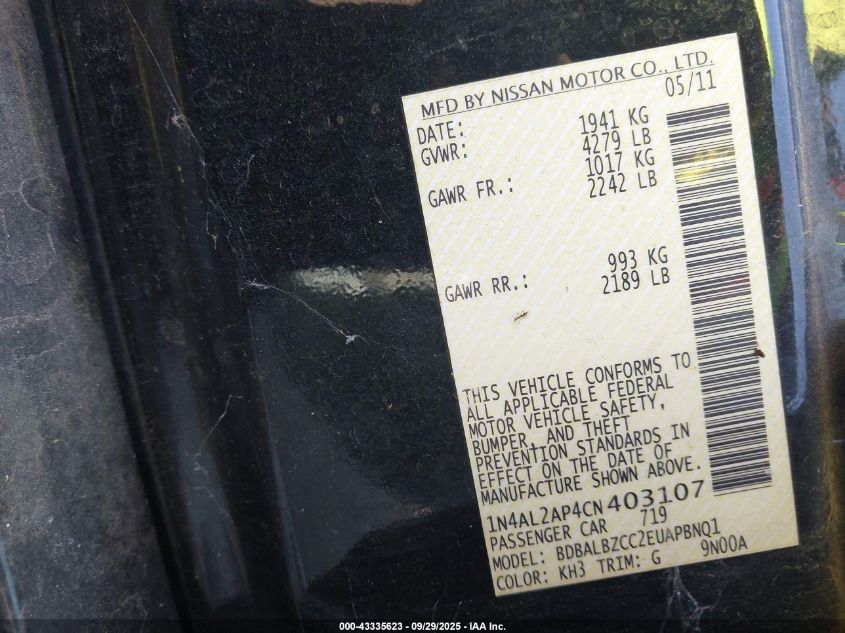 MFD BY NISSAN MOTOR CO., LTD.
DATE: 05/11
GVWR: 1941 KG
4279 LB
GAWR FR.: 1017 KG
2242 LB
GAWR RR.: 993 KG
2189 LB
THIS VEHICLE CONFORMS TO
ALL APPLICABLE FEDERAL
MOTOR VEHICLE SAFETY,
BUMPER, AND THEFT
PREVENTION STANDARDS IN
EFFECT ON THE DATE OF
MANUFACTURE SHOWN ABOVE.
1N4AL2AP4CN403107
PASSENGER CAR 719
MODEL: BDBALBZCC2EUAPBNQ1
COLOR: KH3 TRIM: G 9N00A
000-43335623 - 09/29/2025 - IAA Inc.